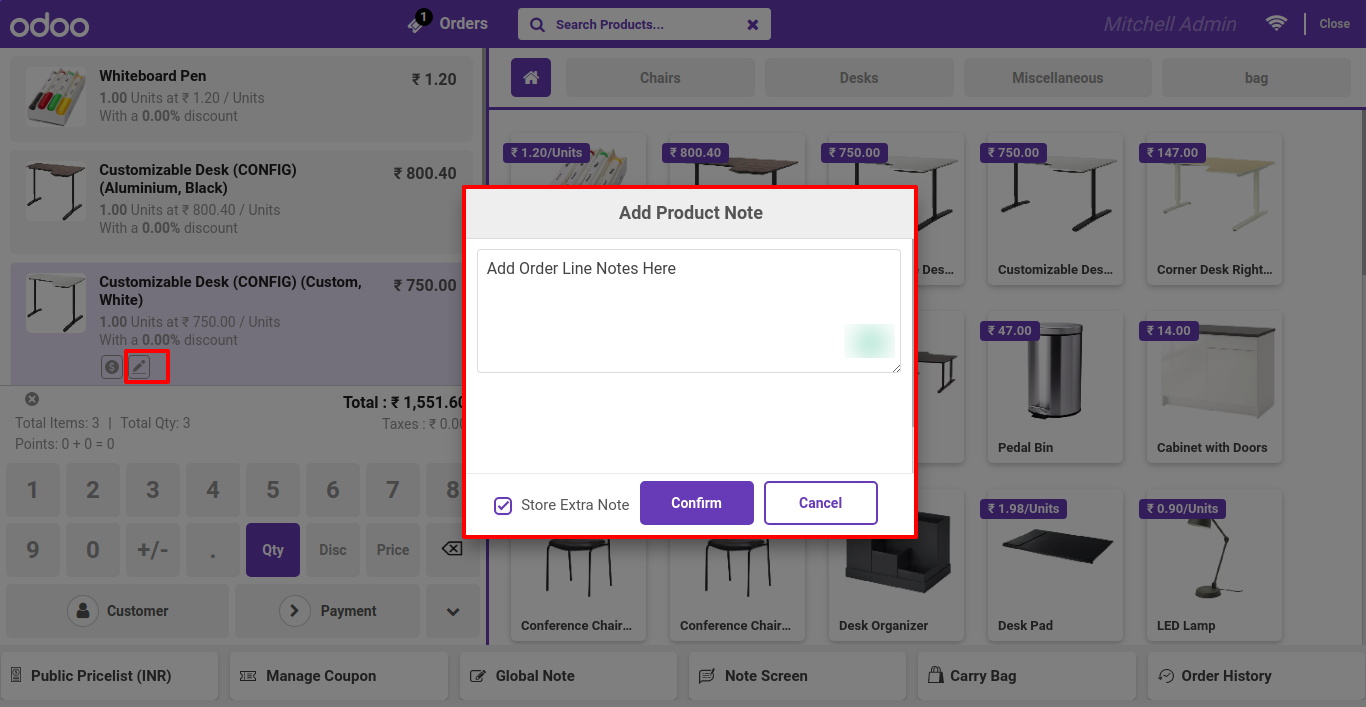 odoo
1
Orders
Search Products...
Mitchell Admin
Close
Whiteboard Pen
₹ 1.20
1.00 Units at ₹ 1.20 / Units
With a 0.00% discount
Customizable Desk (CONFIG)
(Aluminium, Black)
₹ 800.40
1.00 Units at ₹ 800.40 / Units
With a 0.00% discount
Customizable Desk (CONFIG) (Custom,
White)
₹ 750.00
1.00 Units at ₹ 750.00 / Units
With a 0.00% discount
Total : ₹ 1,551.60
Total Items: 3 | Total Qty: 3
Taxes : ₹ 0.00
Points: 0 + 0 = 0
1 2 3 4 5 6 7 8
9 0 +/- . Qty Disc Price
Customer
Payment
Chairs
Desks
Miscellaneous
bag
₹ 1.20/Units
₹ 800.40
₹ 750.00
₹ 750.00
₹ 147.00
Des...
Customizable Des...
Corner Desk Right...
₹ 47.00
₹ 14.00
Pedal Bin
Cabinet with Doors
₹ 1.98/Units
₹ 0.90/Units
Conference Chair...
Conference Chair...
Desk Organizer
Desk Pad
LED Lamp
Add Product Note
Add Order Line Notes Here
Store Extra Note
Confirm
Cancel
Public Pricelist (INR)
Manage Coupon
Global Note
Note Screen
Carry Bag
Order History